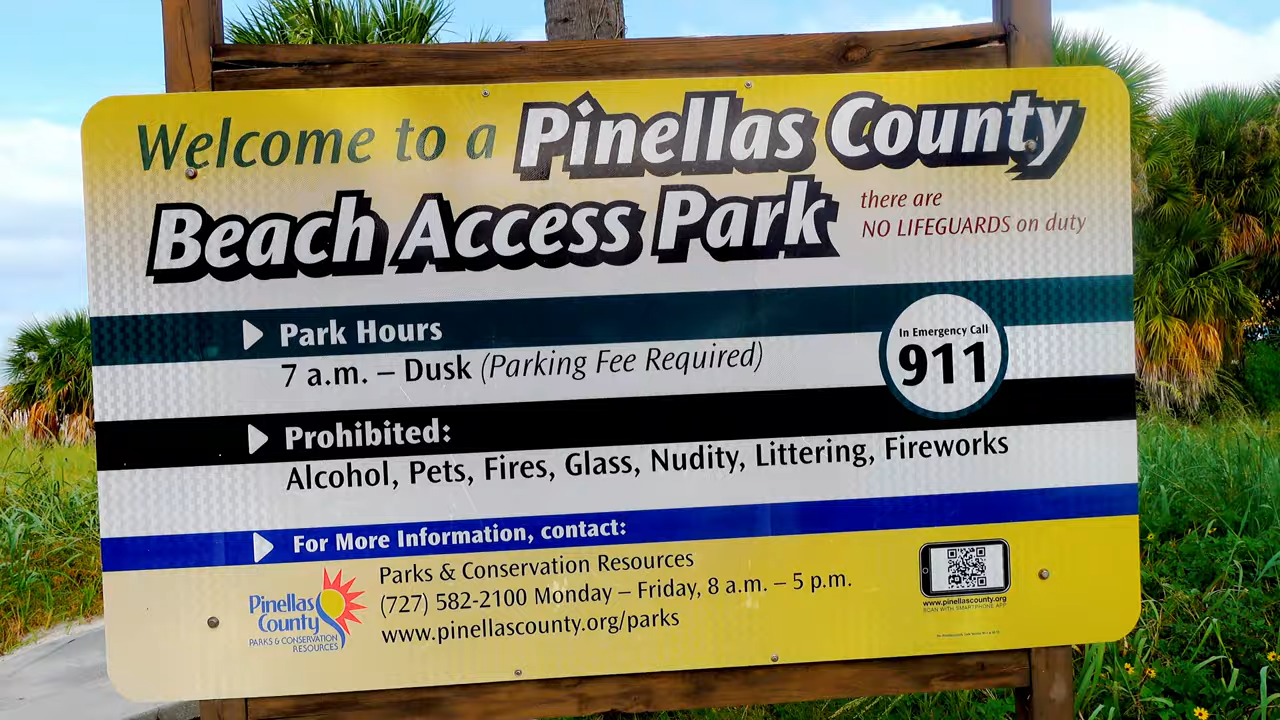 Welcome to a Pinellas County
Beach Access Park
there are
NO LIFEGUARDS on duty
Park Hours
7 a.m. – Dusk (Parking Fee Required)
In Emergency Call
911
Prohibited:
Alcohol, Pets, Fires, Glass, Nudity, Littering, Fireworks
For More Information, contact:
Pinellas
County
PARKS & CONSERVATION
RESOURCES
Parks & Conservation Resources
(727) 582-2100 Monday – Friday, 8 a.m. – 5 p.m.
www.pinellascounty.org/parks
www.pinellascounty.org
SCAN WITH SMARTPHONE APP